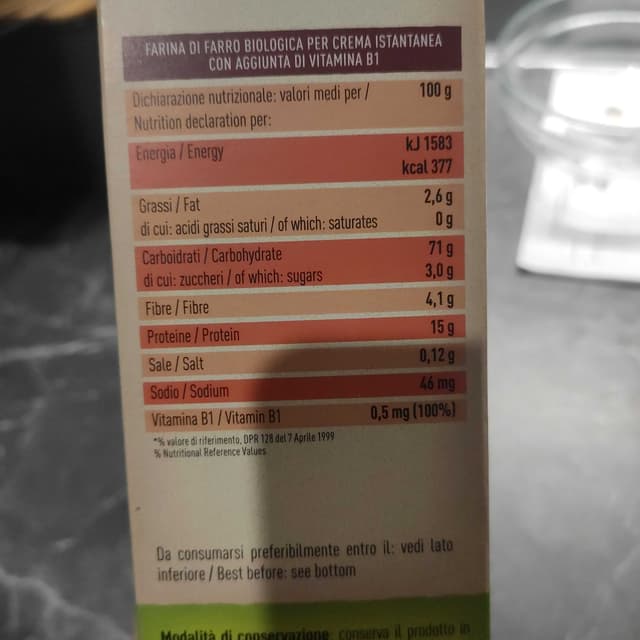 FARINA DI FARRO BIOLOGICA PER CREMA ISTANTANEA
CON AGGIUNTA DI VITAMINA B1
Dichiarazione nutrizionale: valori medi per / 100 g
Nutrition declaration per:
Energia / Energy kJ 1583
kcal 377
Grassi / Fat 2,6 g
di cui: acidi grassi saturi / of which: saturates 0 g
Carboidrati / Carbohydrate 71 g
di cui: zuccheri / of which: sugars 3,0 g
Fibre / Fibre 4,1 g
Proteine / Protein 15 g
Sale / Salt 0,12 g
Sodio / Sodium 46 mg
Vitamina B1 / Vitamin B1 0,5 mg (100%)
*% valore di riferimento, DPR 128 del 7 Aprile 1999
% Nutritional Reference Values
Da consumarsi preferibilmente entro il: vedi lato
inferiore / Best before: see bottom
Modalità di conservazione: conserva il prodotto in